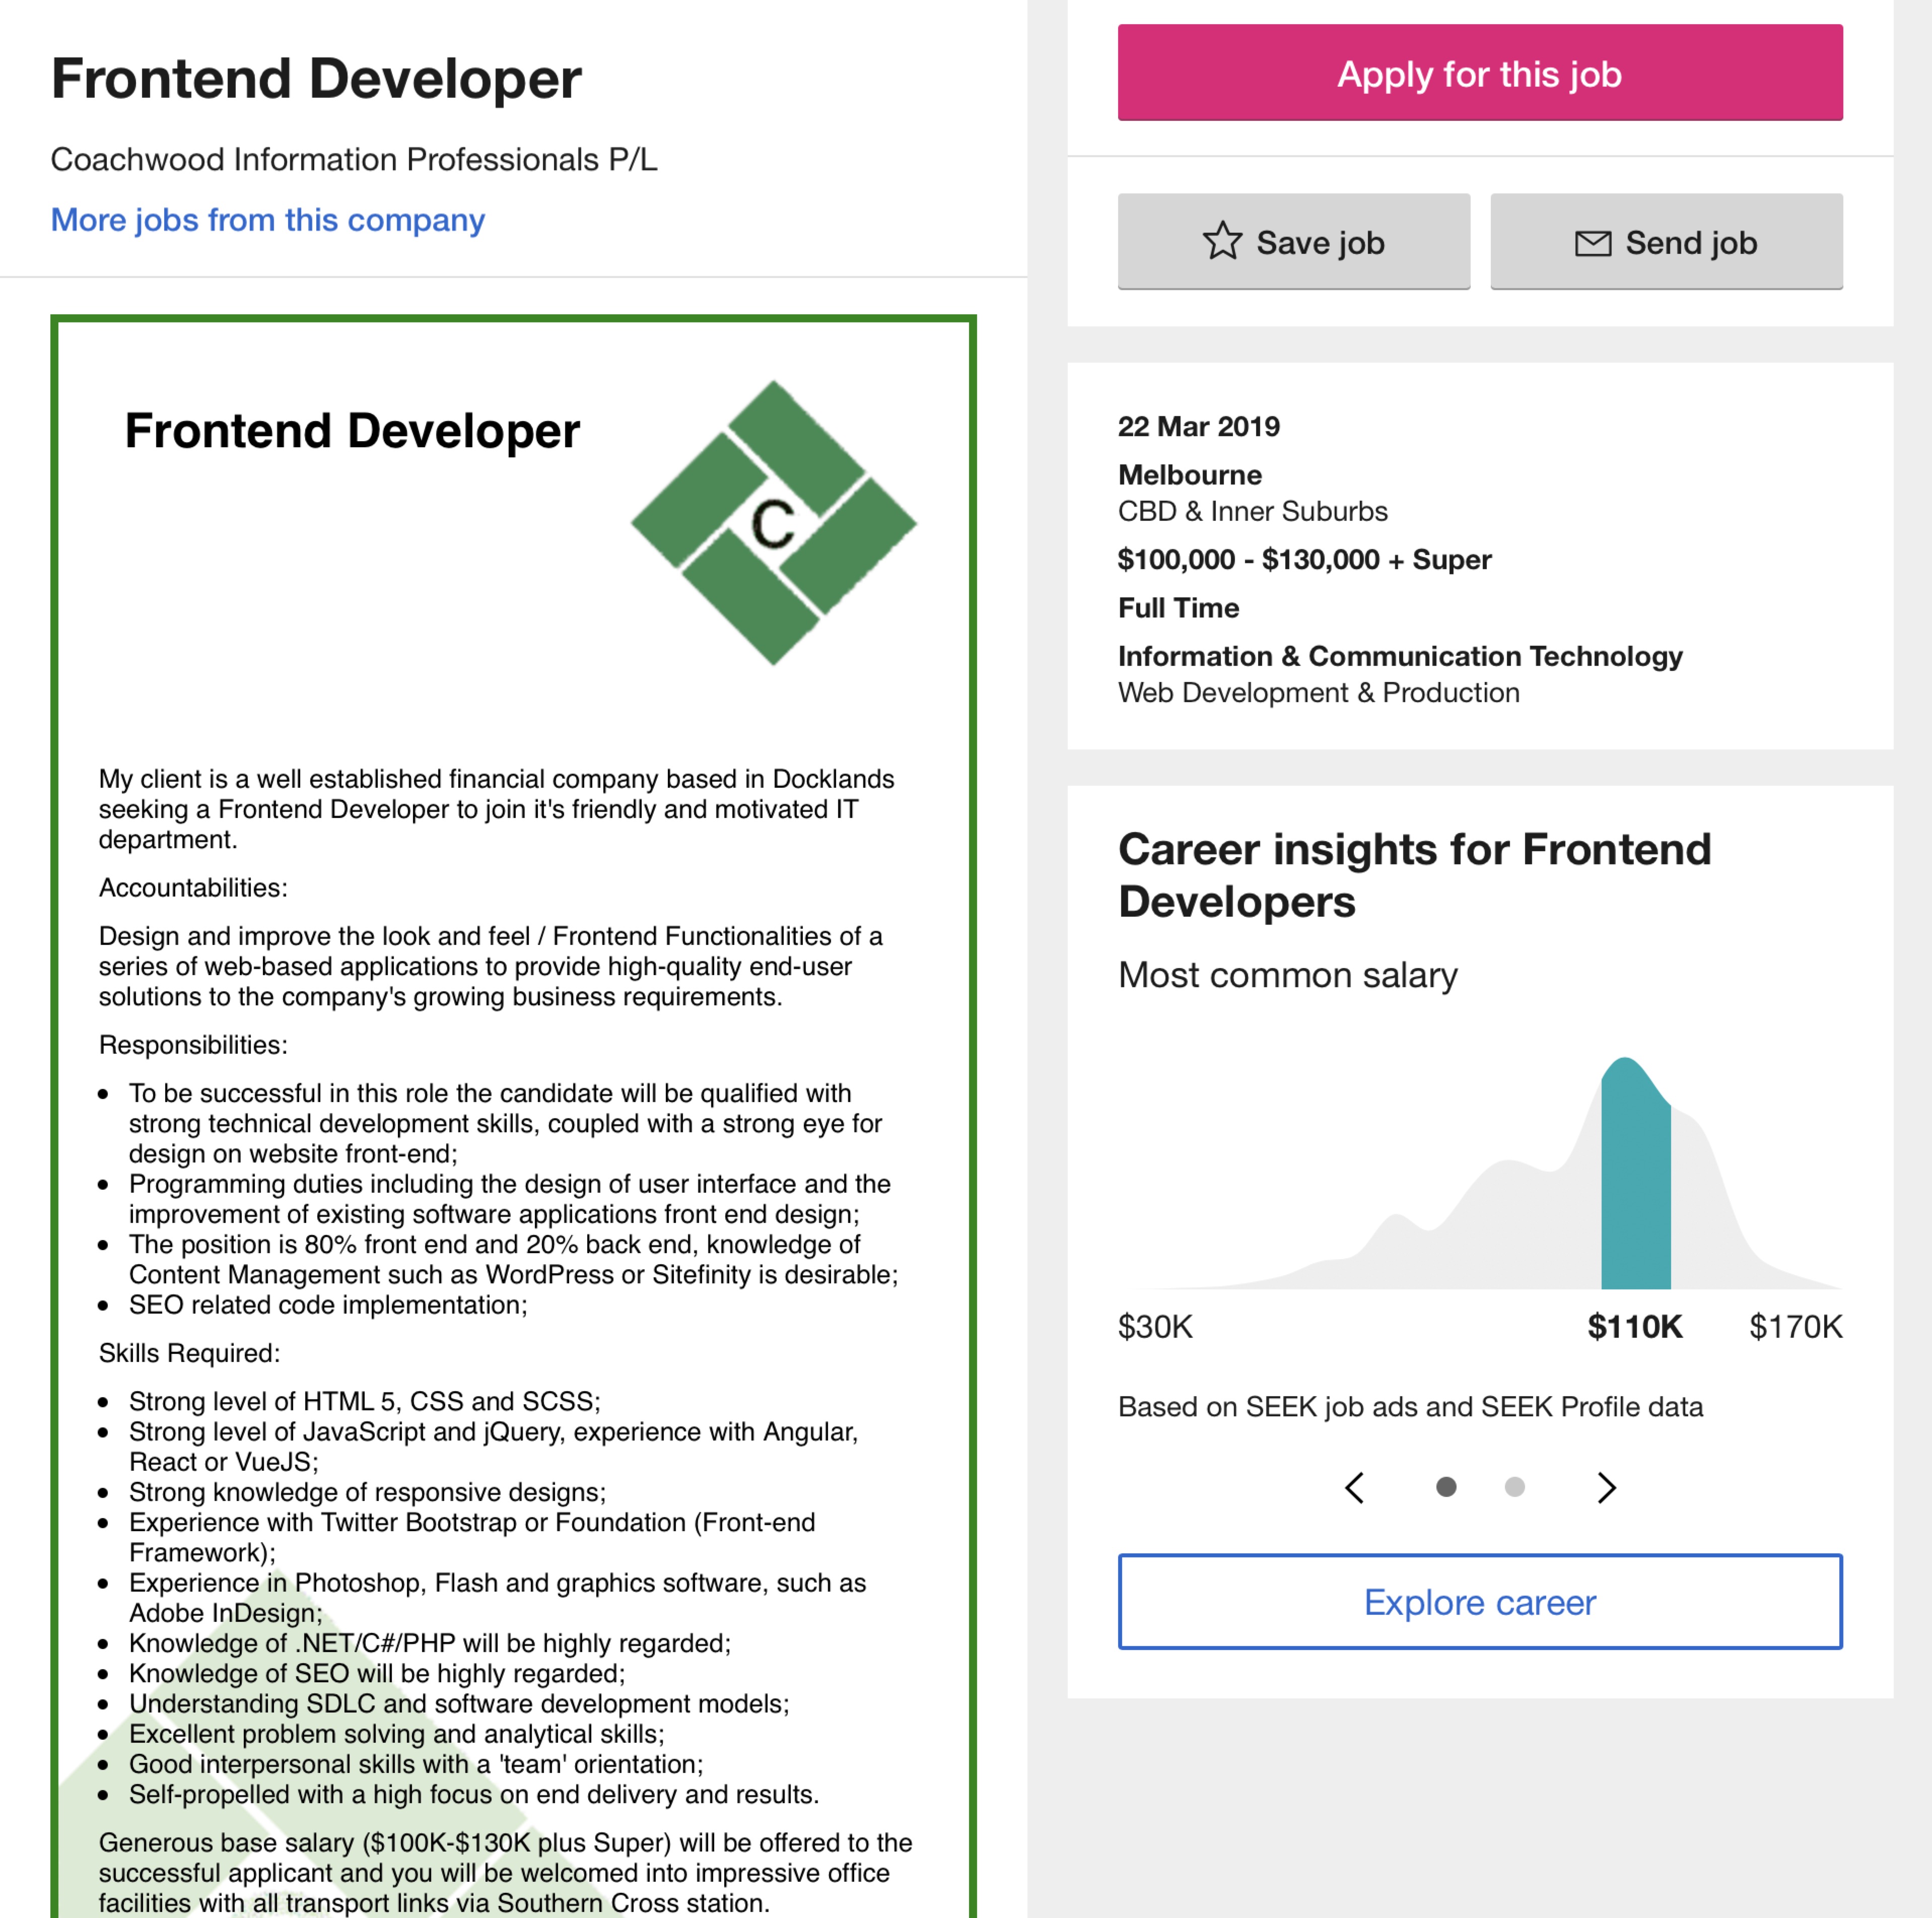 Frontend Developer
Coachwood Information Professionals P/L
More jobs from this company
Frontend Developer
C
My client is a well established financial company based in Docklands
seeking a Frontend Developer to join it's friendly and motivated IT
department.
Accountabilities:
Design and improve the look and feel / Frontend Functionalities of a
series of web-based applications to provide high-quality end-user
solutions to the company's growing business requirements.
Responsibilities:
• To be successful in this role the candidate will be qualified with
strong technical development skills, coupled with a strong eye for
design on website front-end;
• Programming duties including the design of user interface and the
improvement of existing software applications front end design;
• The position is 80% front end and 20% back end, knowledge of
Content Management such as WordPress or Sitefinity is desirable;
• SEO related code implementation;
Skills Required:
• Strong level of HTML 5, CSS and SCSS;
• Strong level of JavaScript and jQuery, experience with Angular,
React or VueJS;
• Strong knowledge of responsive designs;
• Experience with Twitter Bootstrap or Foundation (Front-end
Framework);
• Experience in Photoshop, Flash and graphics software, such as
Adobe InDesign;
• Knowledge of .NET/C#/PHP will be highly regarded;
• Knowledge of SEO will be highly regarded;
• Understanding SDLC and software development models;
• Excellent problem solving and analytical skills;
• Good interpersonal skills with a 'team' orientation;
• Self-propelled with a high focus on end delivery and results.
Generous base salary ($100K-$130K plus Super) will be offered to the
successful applicant and you will be welcomed into impressive office
facilities with all transport links via Southern Cross station.
Apply for this job
Save job
Send job
22 Mar 2019
Melbourne
CBD & Inner Suburbs
$100,000 - $130,000 + Super
Full Time
Information & Communication Technology
Web Development & Production
Career insights for Frontend
Developers
Most common salary
$30K $110K $170K
Based on SEEK job ads and SEEK Profile data
Explore career